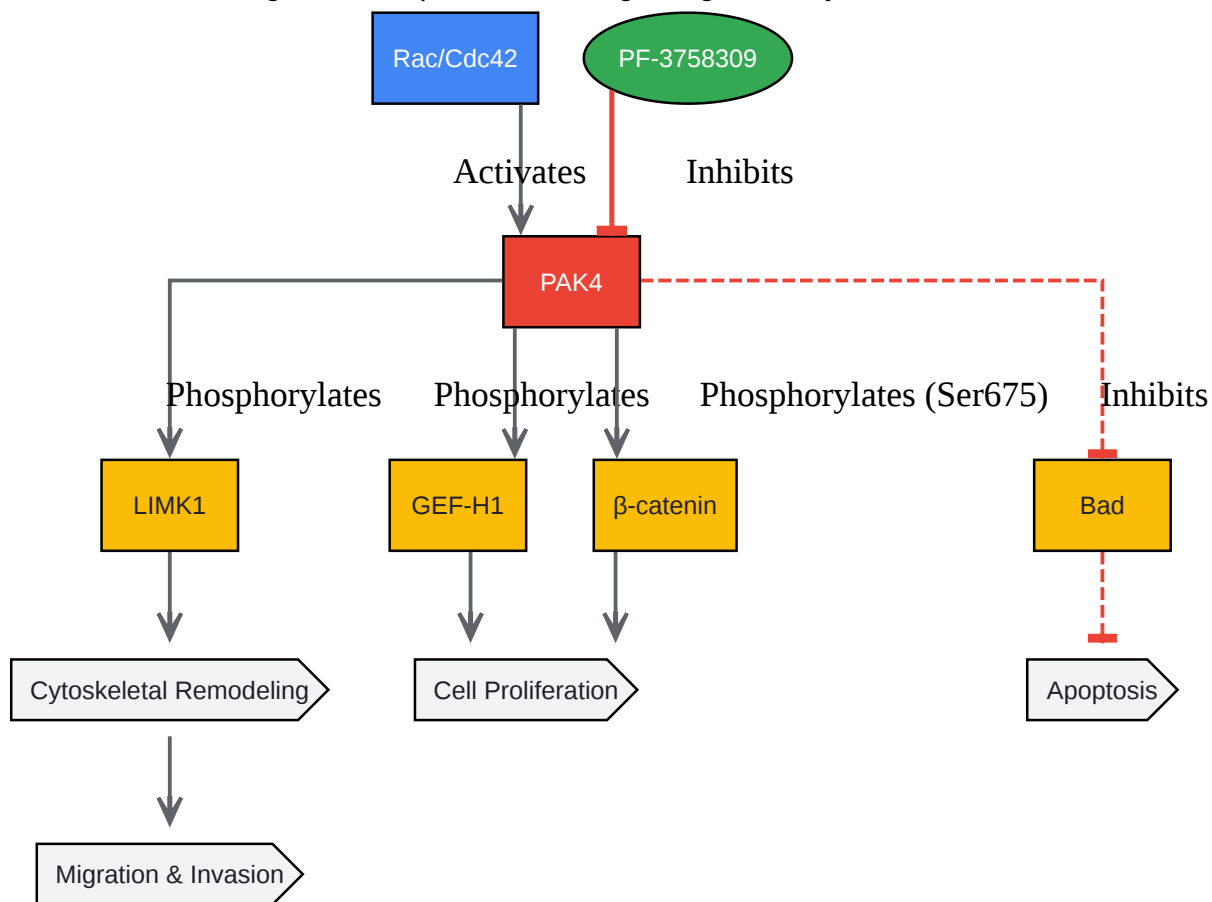 Rac/Cdc42
PF-3758309
Activates
Inhibits
PAK4
Phosphorylates
Phosphorylates
Phosphorylates (Ser675)
Inhibits
LIMK1
GEF-H1
β-catenin
Bad
Cytoskeletal Remodeling
Cell Proliferation
Apoptosis
Migration & Invasion